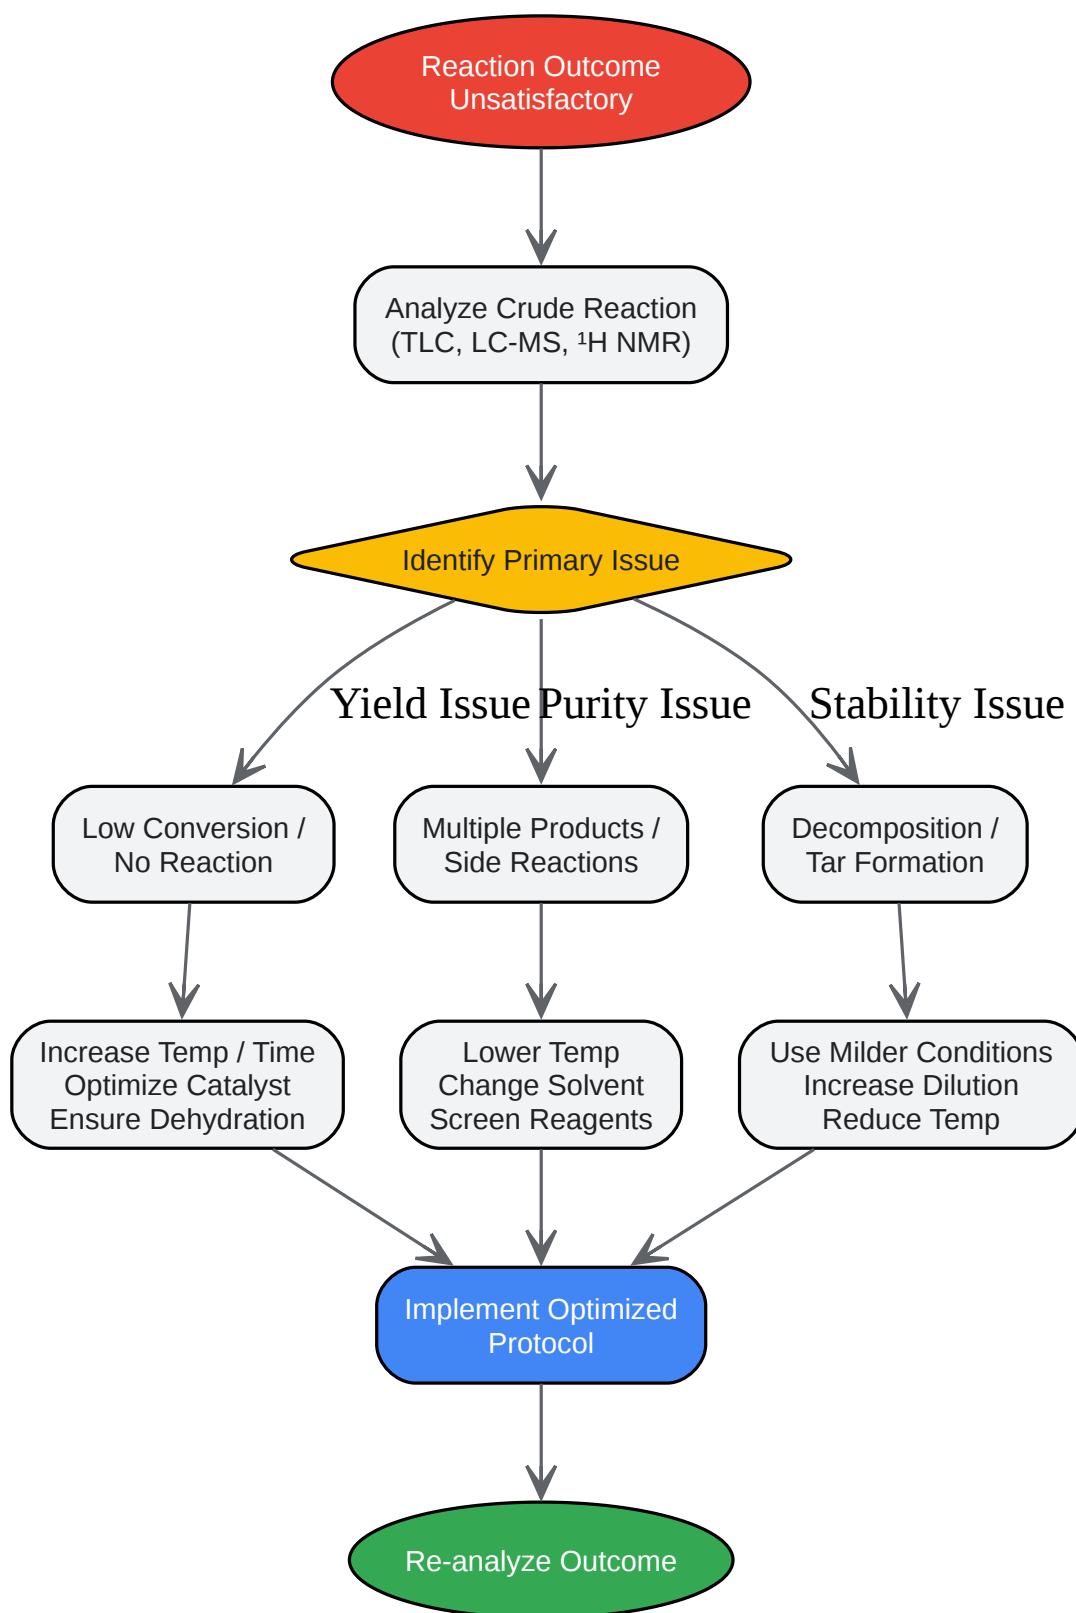 Reaction Outcome
Unsatisfactory
Analyze Crude Reaction
(TLC, LC-MS, ¹H NMR)
Identify Primary Issue
Yield Issue
Purity Issue
Stability Issue
Low Conversion /
No Reaction
Multiple Products /
Side Reactions
Decomposition /
Tar Formation
Increase Temp / Time
Optimize Catalyst
Ensure Dehydration
Lower Temp
Change Solvent
Screen Reagents
Use Milder Conditions
Increase Dilution
Reduce Temp
Implement Optimized
Protocol
Re-analyze Outcome